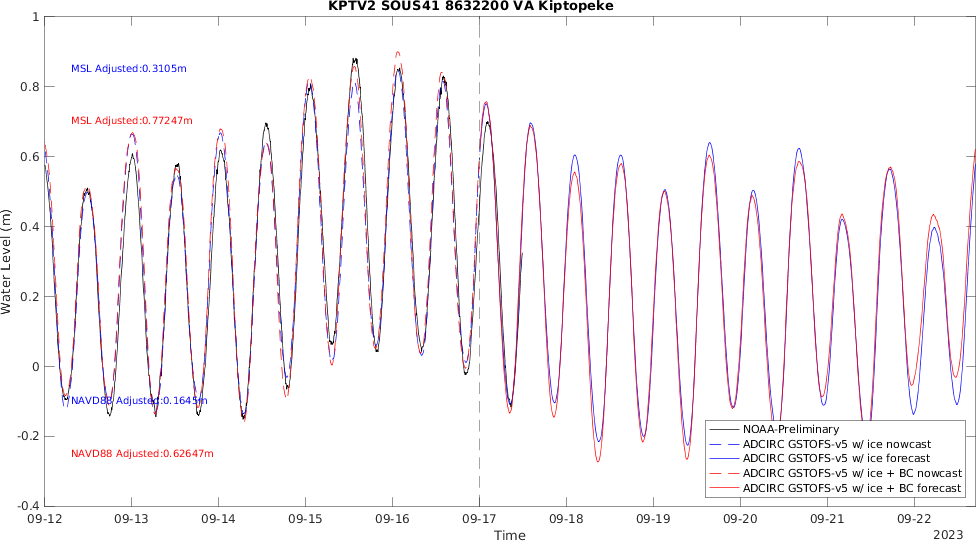 KPTV2 SOUS41 8632200 VA Kiptopeke
1
0.8
0.6
0.4
0.2
0
-0.2
-0.4
Water Level (m)
MSL Adjusted:0.3105m
MSL Adjusted:0.77247m
NAVD88 Adjusted:0.1645m
NAVD88 Adjusted:0.62647m
NOAA-Preliminary
ADCIRC GSTOFS-v5 w/ ice nowcast
ADCIRC GSTOFS-v5 w/ ice forecast
ADCIRC GSTOFS-v5 w/ ice + BC nowcast
ADCIRC GSTOFS-v5 w/ ice + BC forecast
09-12 09-13 09-14 09-15 09-16 09-17 09-18 09-19 09-20 09-21 09-22
Time
2023